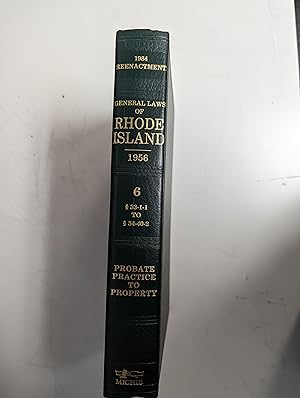 1984
REENACTMENT
GENERAL LAWS
OF
RHODE
ISLAND
1956
6
§ 33-1-1
TO
§ 34-40-2
PROBATE
PRACTICE
TO
PROPERTY
MICHIE